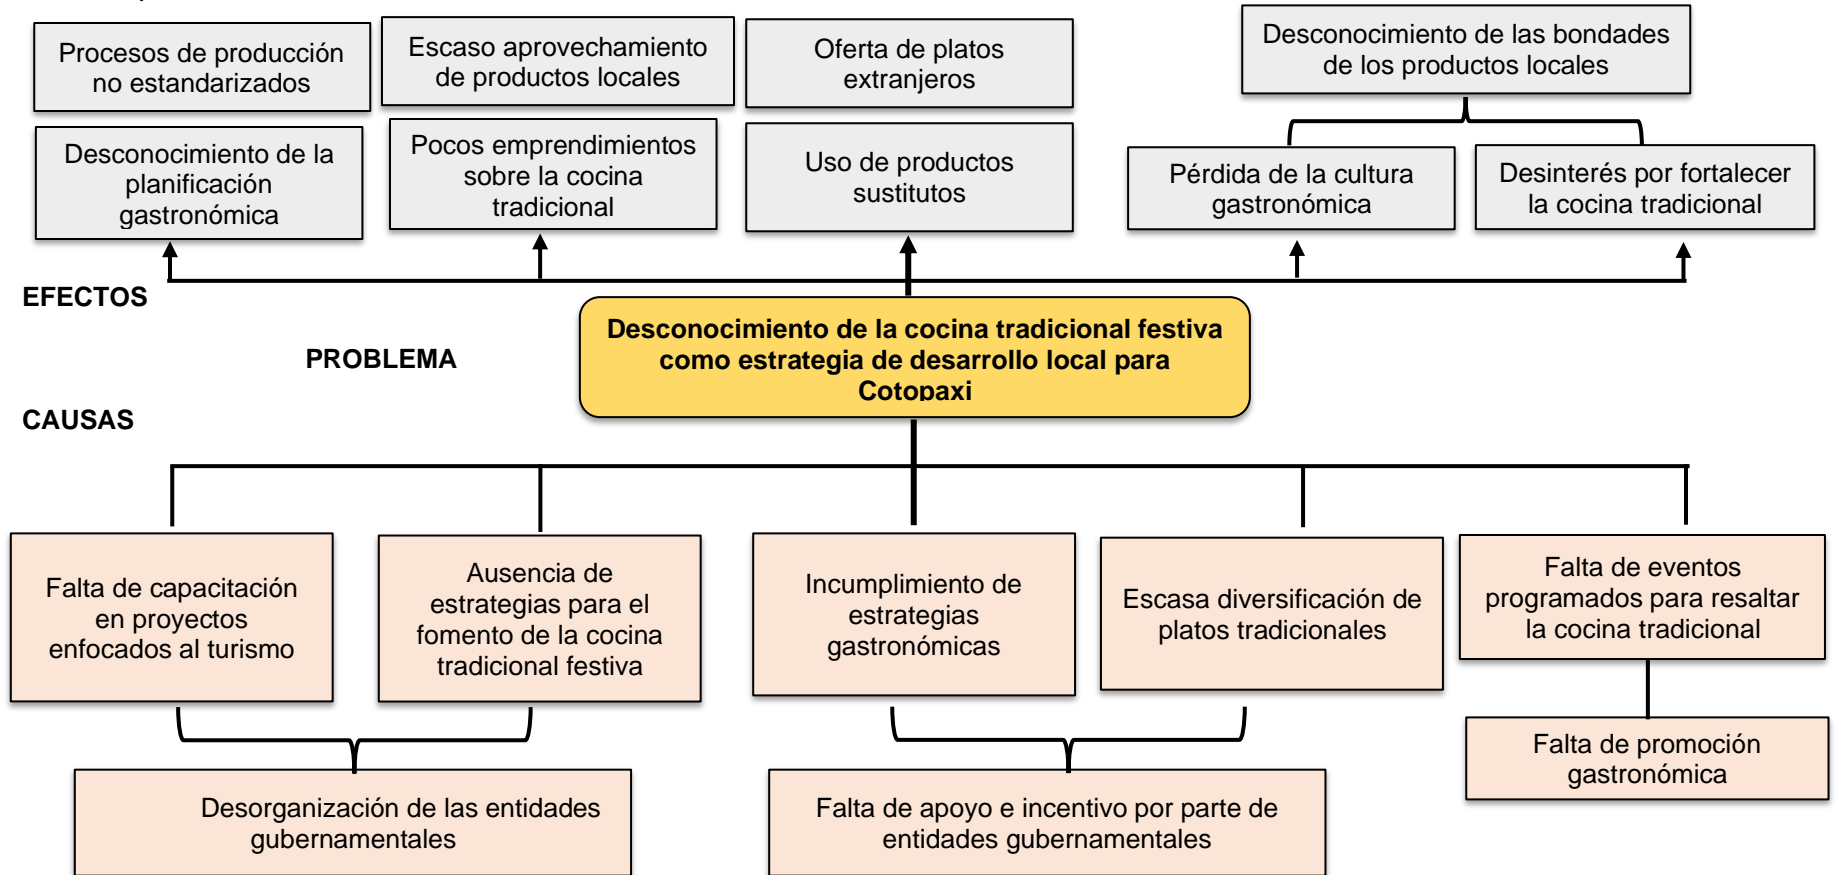 Procesos de producción
no estandarizados
Escaso aprovechamiento
de productos locales
Oferta de platos
extranjeros
Desconocimiento de las bondades
de los productos locales
Desconocimiento de la
planificación
gastronómica
Pocos emprendimientos
sobre la cocina
tradicional
Uso de productos
sustitutos
Pérdida de la cultura
gastronómica
Desinterés por fortalecer
la cocina tradicional
EFECTOS
PROBLEMA
Desconocimiento de la cocina tradicional festiva
como estrategia de desarrollo local para
Cotopaxi
CAUSAS
Falta de capacitación
en proyectos
enfocados al turismo
Ausencia de
estrategias para el
fomento de la cocina
tradicional festiva
Incumplimiento de
estrategias
gastronómicas
Escasa diversificación de
platos tradicionales
Falta de eventos
programados para resaltar
la cocina tradicional
Desorganización de las entidades
gubernamentales
Falta de apoyo e incentivo por parte de
entidades gubernamentales
Falta de promoción
gastronómica